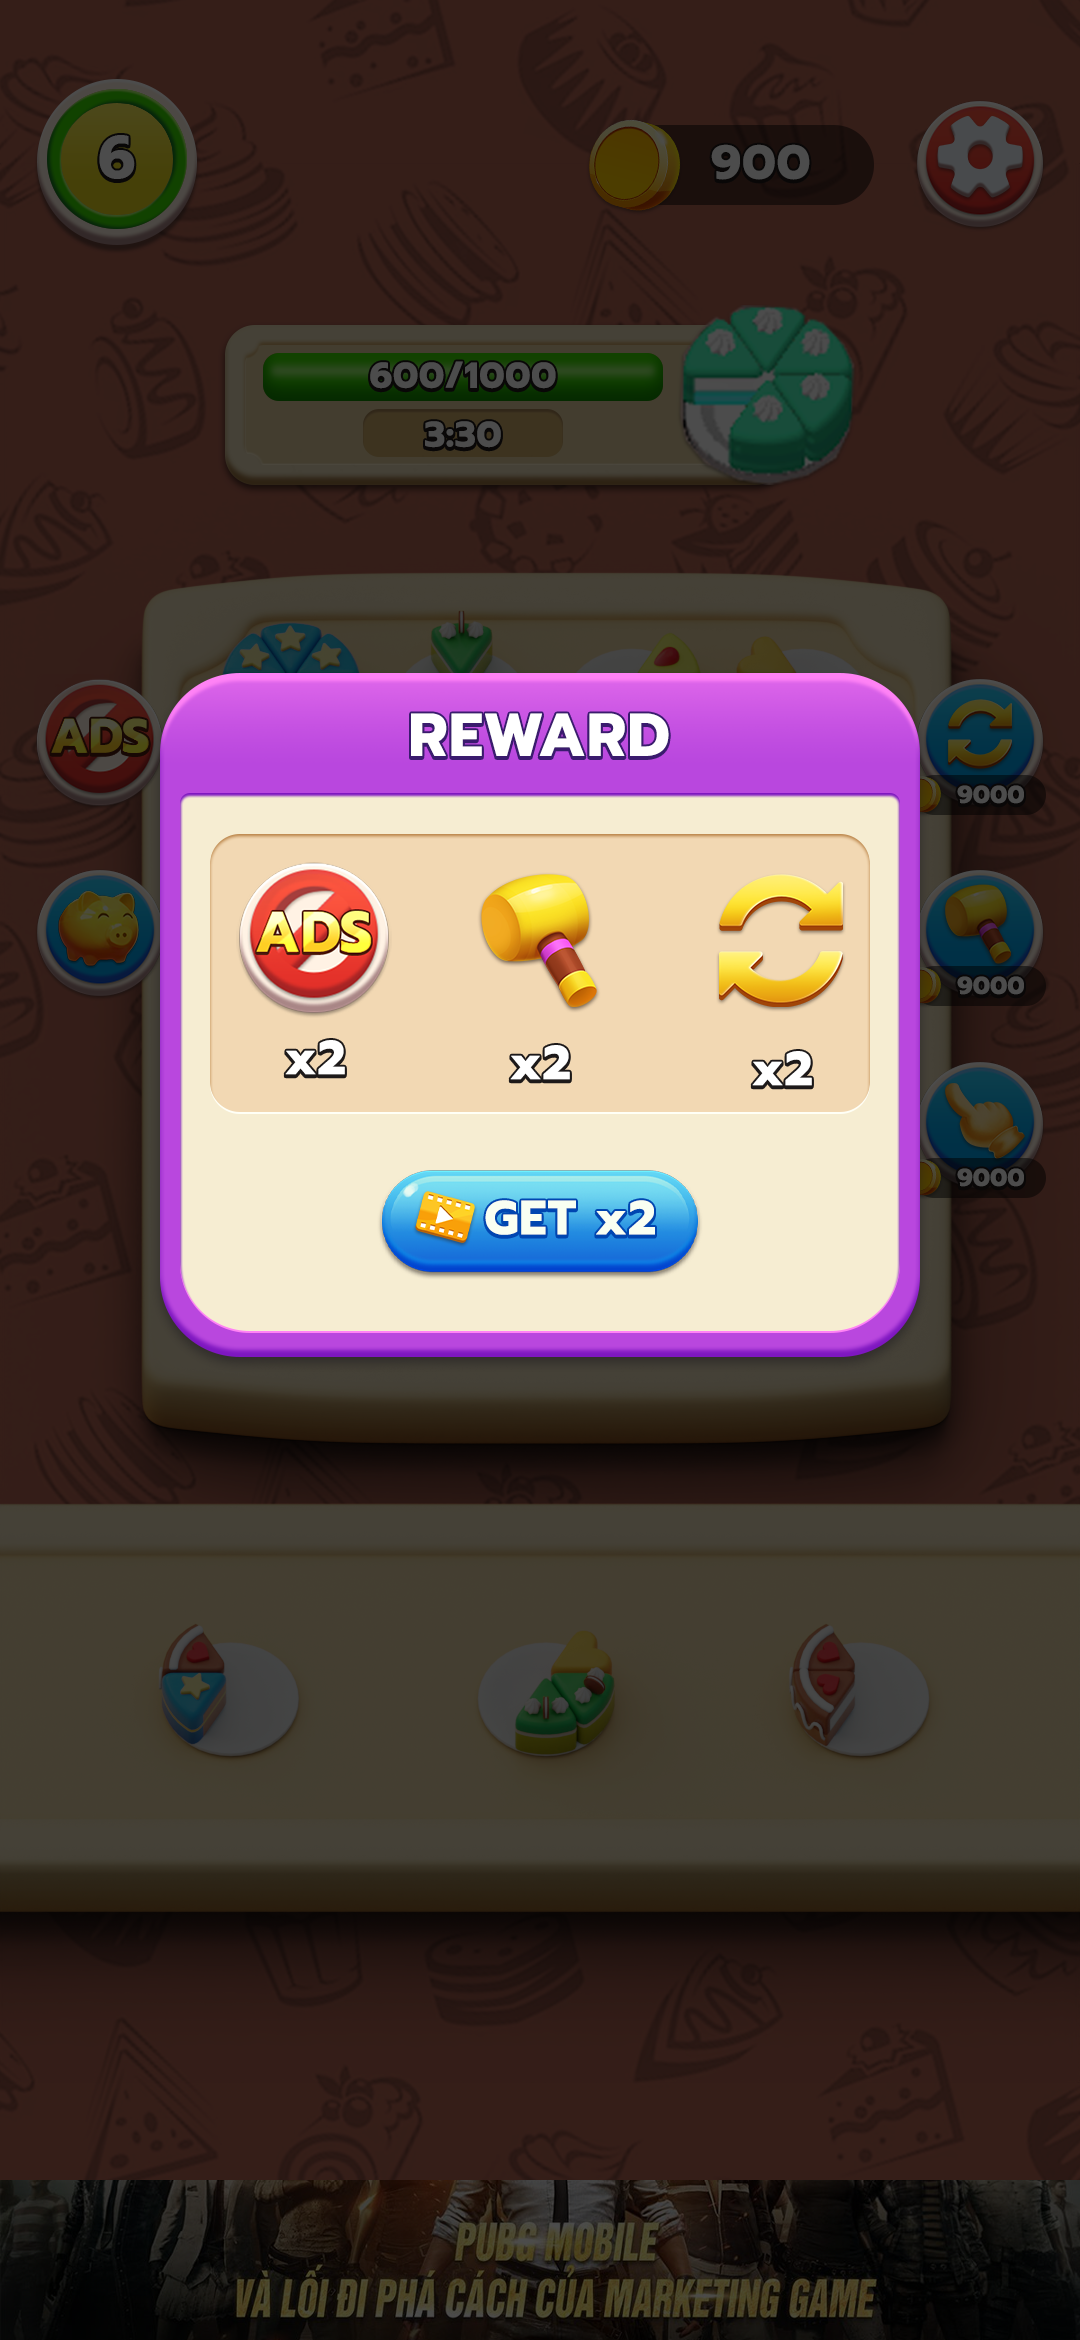 6
900
600/1000
3:30
ADS
9000
9000
9000
REWARD
ADS
x2
x2
x2
GET x2
PUBG MOBILE
VÀ LỐI ĐI PHÁ CÁCH CỦA MARKETING GAME